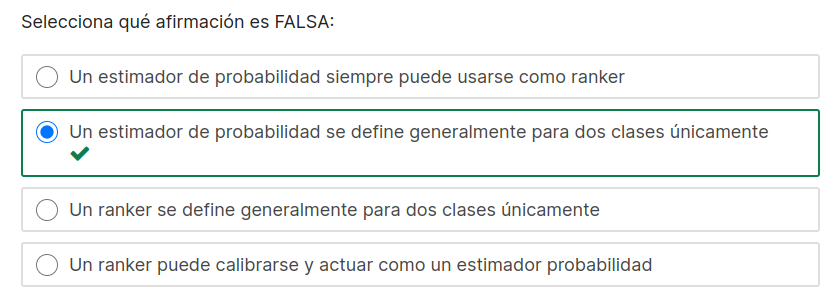 Selecciona qué afirmación es FALSA:
Un estimador de probabilidad siempre puede usarse como ranker
Un estimador de probabilidad se define generalmente para dos clases únicamente
Un ranker se define generalmente para dos clases únicamente
Un ranker puede calibrarse y actuar como un estimador probabilidad